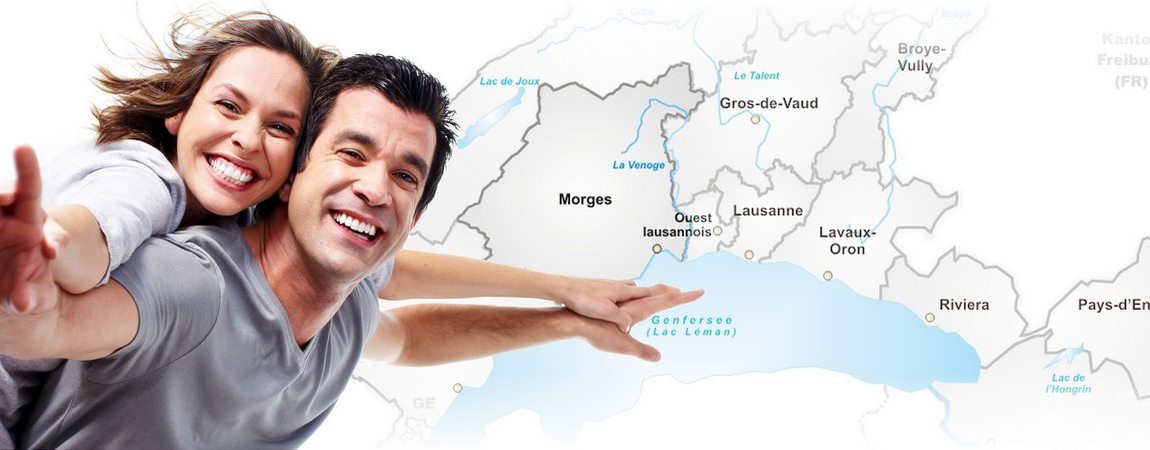 L'Orbe
Broye
Kanto
Freibu
(FR)
Broye-
Vully
Lac de Joux
Le Talent
Gros-de-Vaud
La Venoge
Morges
Ouest
lausannois
Lausanne
Lavaux-
Oron
Riviera
Pays-d'En
Genfersee
(Lac Léman)
Lac de
l'Hongrin
GE